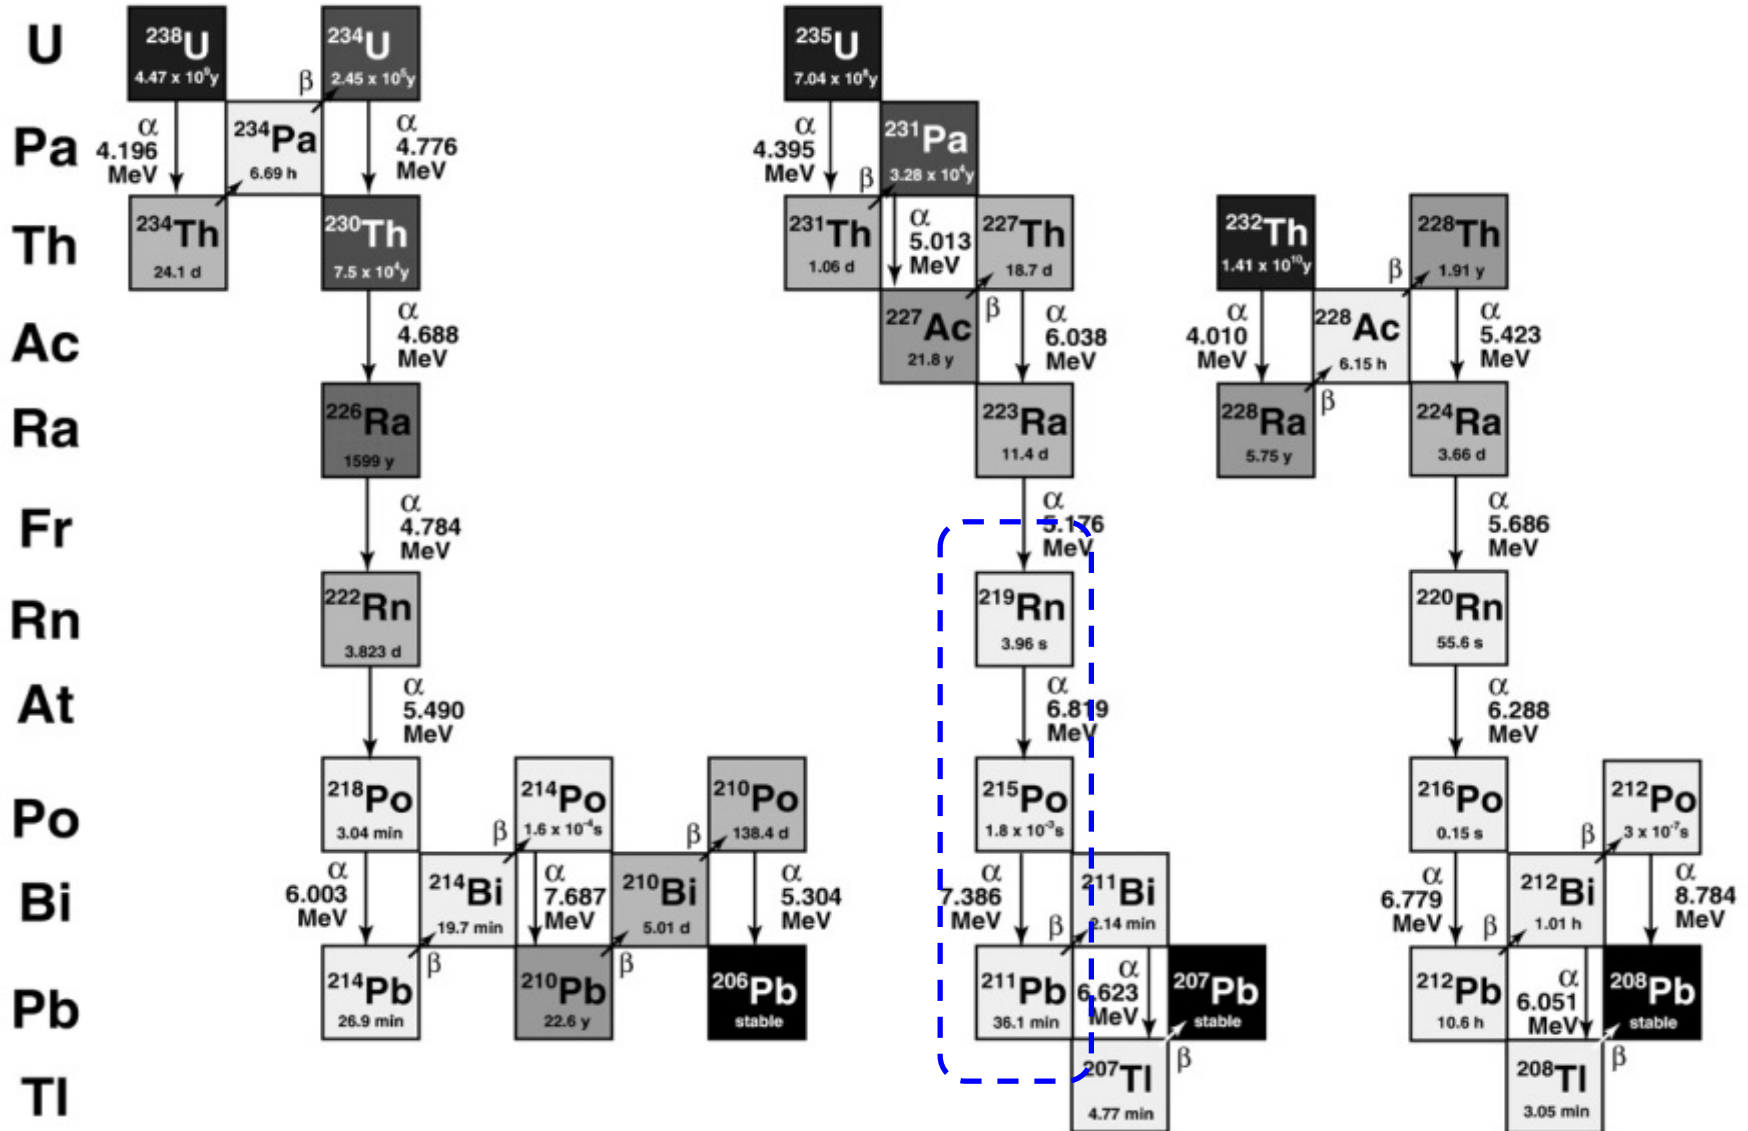 U
Pa
Th
Ac
Ra
Fr
Rn
At
Po
Bi
Pb
Tl
238U
4.47 x 10⁹y
α
4.196
MeV
234Th
24.1 d
234Pa
6.69 h
β
234U
2.45 x 10⁵y
α
4.776
MeV
230Th
7.5 x 10⁴y
α
4.688
MeV
226Ra
1599 y
α
4.784
MeV
222Rn
3.823 d
α
5.490
MeV
218Po
3.04 min
α
6.003
MeV
214Pb
26.9 min
β
214Bi
19.7 min
β
214Po
1.6 x 10⁻⁴s
α
7.687
MeV
210Pb
22.6 y
β
210Bi
5.01 d
β
210Po
138.4 d
α
5.304
MeV
206Pb
stable
235U
7.04 x 10⁸y
α
4.395
MeV
231Th
1.06 d
β
231Pa
3.28 x 10⁴y
α
5.013
MeV
227Ac
21.8 y
β
227Th
18.7 d
α
6.038
MeV
223Ra
11.4 d
α
5.176
MeV
219Rn
3.96 s
α
6.819
MeV
215Po
1.8 x 10⁻³s
α
7.386
MeV
211Pb
36.1 min
β
211Bi
2.14 min
α
6.623
MeV
207Tl
4.77 min
β
207Pb
stable
232Th
1.41 x 10¹⁰y
α
4.010
MeV
228Ra
5.75 y
β
228Ac
6.15 h
β
228Th
1.91 y
α
5.423
MeV
224Ra
3.66 d
α
5.686
MeV
220Rn
55.6 s
α
6.288
MeV
216Po
0.15 s
α
6.779
MeV
212Pb
10.6 h
β
212Bi
1.01 h
β
212Po
3 x 10⁻⁷s
α
8.784
MeV
α
6.051
MeV
208Tl
3.05 min
β
208Pb
stable